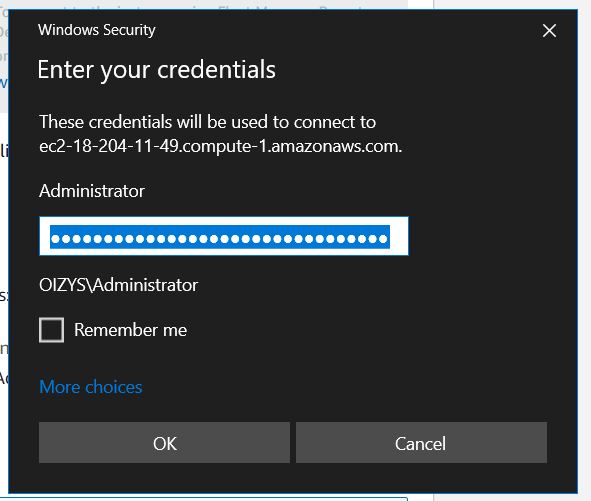 Windows Security
Enter your credentials
These credentials will be used to connect to
ec2-18-204-11-49.compute-1.amazonaws.com.
Administrator
●●●●●●●●●●●●●●●●●●●●●●●●●●●●●●●●
OIZYS\Administrator
Remember me
More choices
OK
Cancel